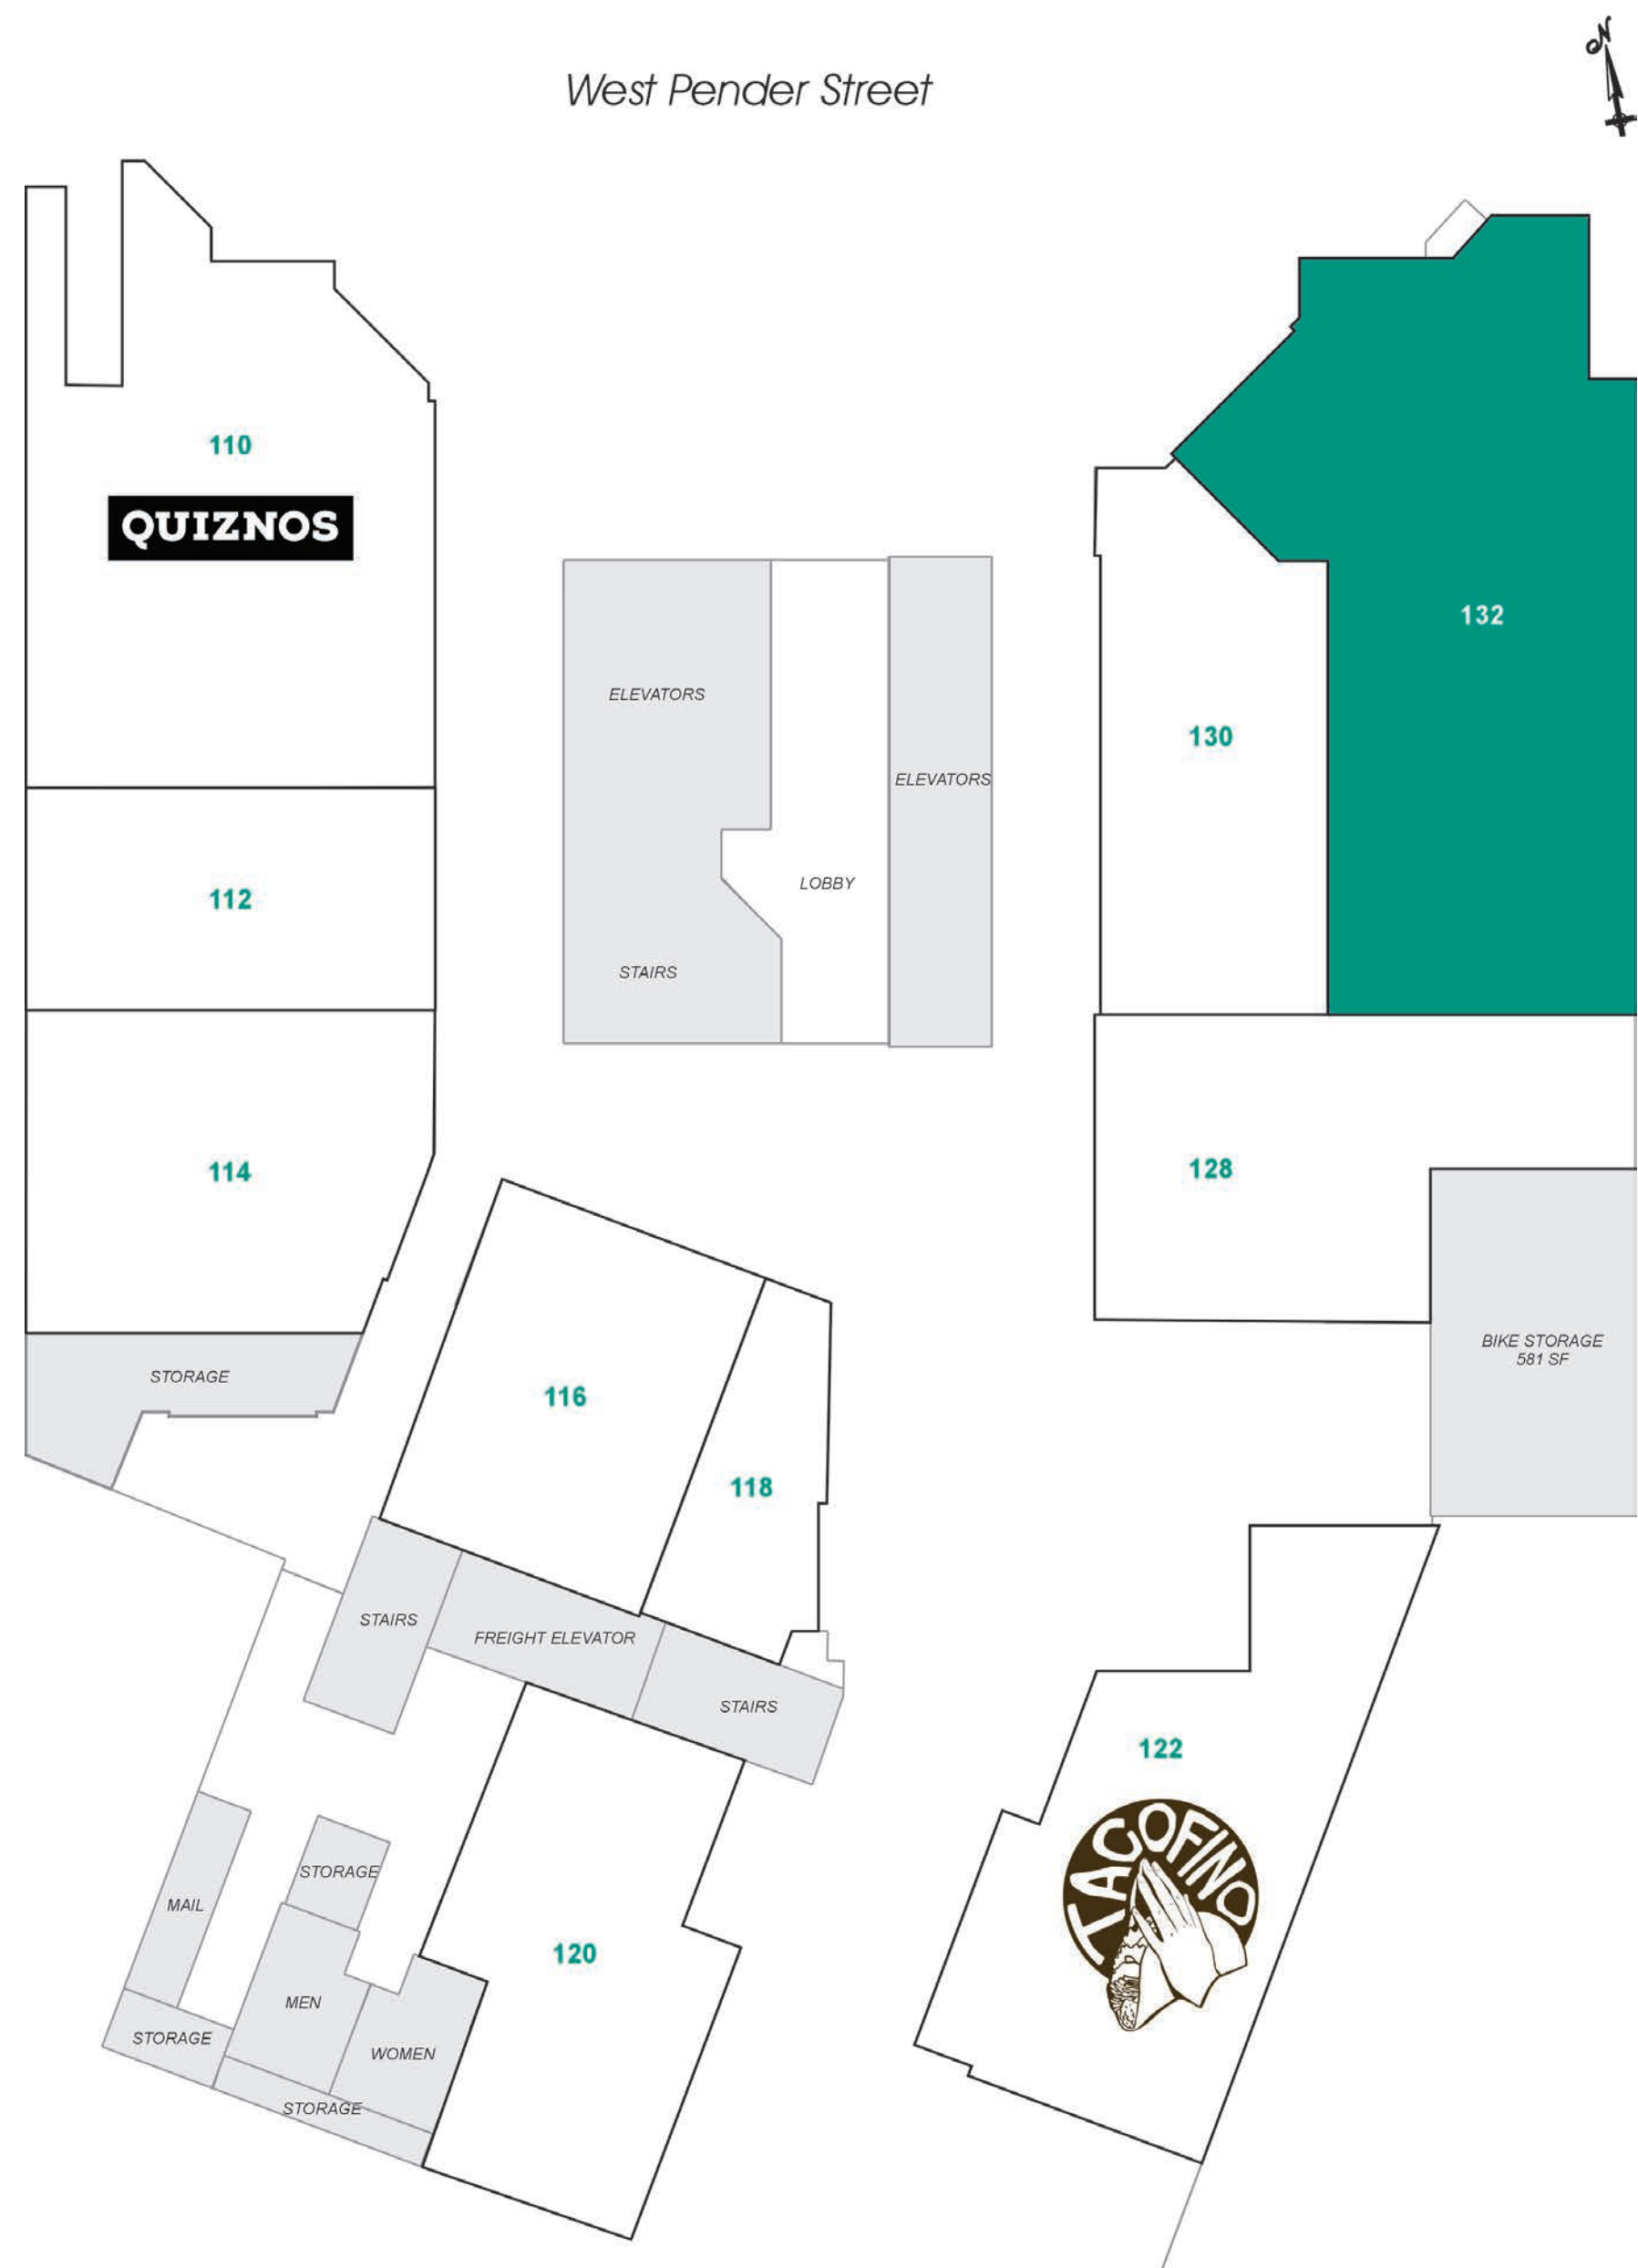 N
West Pender Street
110
QUIZNOS
132
ELEVATORS
130
ELEVATORS
112
LOBBY
STAIRS
114
128
BIKE STORAGE
581 SF
STORAGE
116
118
STAIRS
FREIGHT ELEVATOR
STAIRS
122
TACOFINO
STORAGE
MAIL
120
MEN
STORAGE
WOMEN
STORAGE